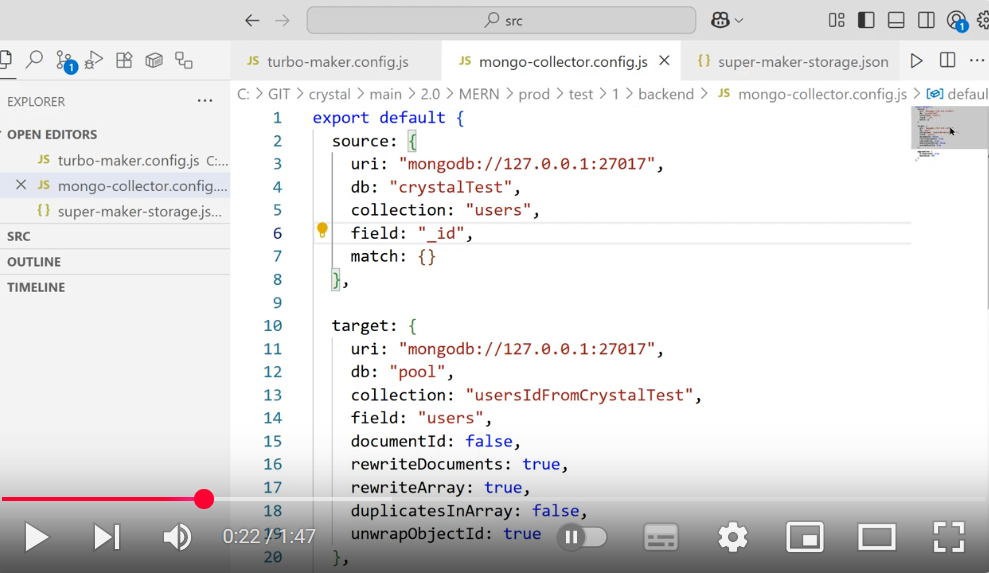 src
1
1
JS turbo-maker.config.js
JS mongo-collector.config.js
{} super-maker-storage.json
EXPLORER
C: > GIT > crystal > main > 2.0 > MERN > prod > test > 1 > backend > JS mongo-collector.config.js > defaul
OPEN EDITORS
JS turbo-maker.config.js C:...
JS mongo-collector.config....
{} super-maker-storage.js...
SRC
OUTLINE
TIMELINE
1 export default {
2 source: {
3 uri: "mongodb://127.0.0.1:27017",
4 db: "crystalTest",
5 collection: "users",
6 field: "_id",
7 match: {}
8 },
9
10 target: {
11 uri: "mongodb://127.0.0.1:27017",
12 db: "pool",
13 collection: "usersIdFromCrystalTest",
14 field: "users",
15 documentId: false,
16 rewriteDocuments: true,
17 rewriteArray: true,
18 duplicatesInArray: false,
19 unwrapObjectId: true
20 },
0:22 / 1:47